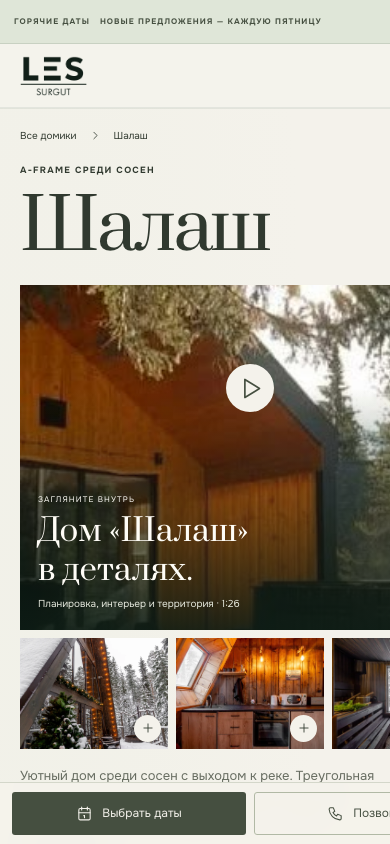 ГОРЯЧИЕ ДАТЫ НОВЫЕ ПРЕДЛОЖЕНИЯ — КАЖДУЮ ПЯТНИЦУ
LES
SURGUT
Все домики > Шалаш
A-FRAME СРЕДИ СОСЕН
Шалаш
ЗАГЛЯНИТЕ ВНУТРЬ
Дом «Шалаш»
в деталях.
Планировка, интерьер и территория · 1:26
Уютный дом среди сосен с выходом к реке. Треугольная
Выбрать даты
Позво